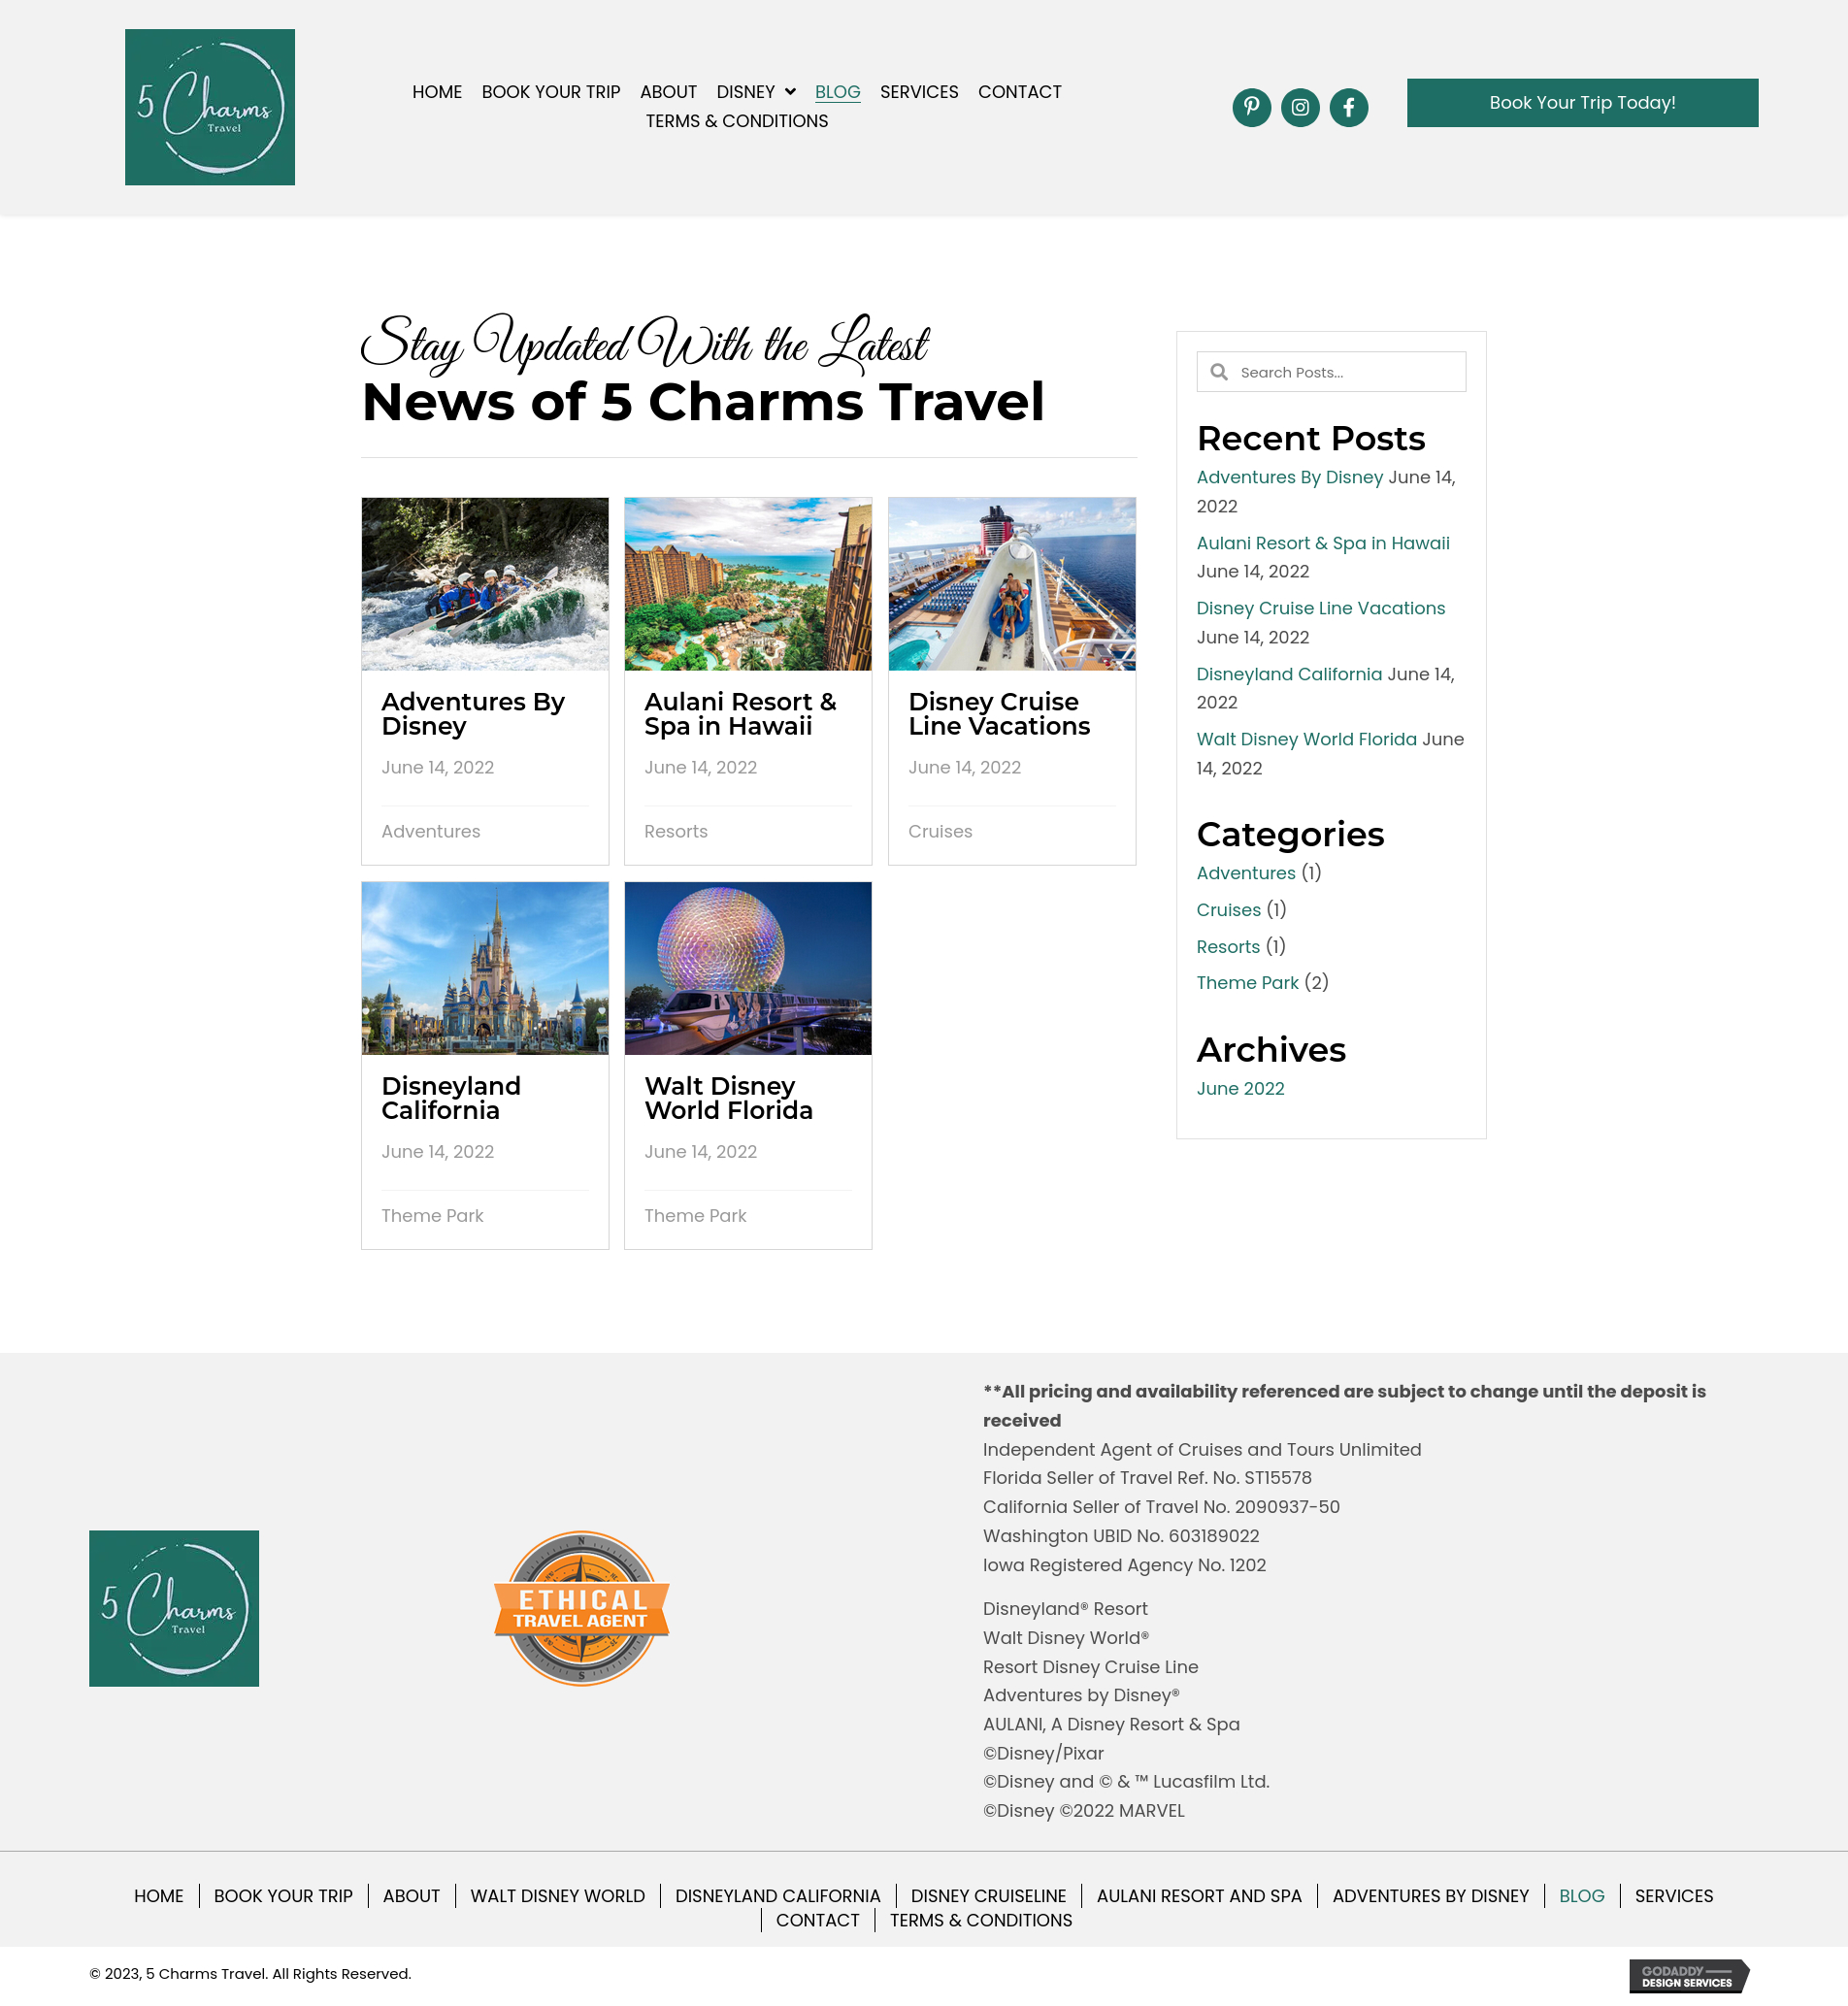 5 Charms
Travel
HOME BOOK YOUR TRIP ABOUT DISNEY BLOG SERVICES CONTACT
TERMS & CONDITIONS
Book Your Trip Today!
Stay Updated With the Latest
News of 5 Charms Travel
Adventures By
Disney
June 14, 2022
Adventures
Aulani Resort &
Spa in Hawaii
June 14, 2022
Resorts
Disney Cruise
Line Vacations
June 14, 2022
Cruises
Disneyland
California
June 14, 2022
Theme Park
Walt Disney
World Florida
June 14, 2022
Theme Park
Search Posts...
Recent Posts
Adventures By Disney June 14,
2022
Aulani Resort & Spa in Hawaii
June 14, 2022
Disney Cruise Line Vacations
June 14, 2022
Disneyland California June 14,
2022
Walt Disney World Florida June
14, 2022
Categories
Adventures (1)
Cruises (1)
Resorts (1)
Theme Park (2)
Archives
June 2022
5 Charms
Travel
N
ETHICAL
TRAVEL AGENT
S
**All pricing and availability referenced are subject to change until the deposit is
received
Independent Agent of Cruises and Tours Unlimited
Florida Seller of Travel Ref. No. ST15578
California Seller of Travel No. 2090937-50
Washington UBID No. 603189022
Iowa Registered Agency No. 1202
Disneyland® Resort
Walt Disney World®
Resort Disney Cruise Line
Adventures by Disney®
AULANI, A Disney Resort & Spa
©Disney/Pixar
©Disney and © & ™ Lucasfilm Ltd.
©Disney ©2022 MARVEL
HOME BOOK YOUR TRIP ABOUT WALT DISNEY WORLD DISNEYLAND CALIFORNIA DISNEY CRUISELINE AULANI RESORT AND SPA ADVENTURES BY DISNEY BLOG SERVICES
CONTACT TERMS & CONDITIONS
© 2023, 5 Charms Travel. All Rights Reserved.
GODADDY
DESIGN SERVICES